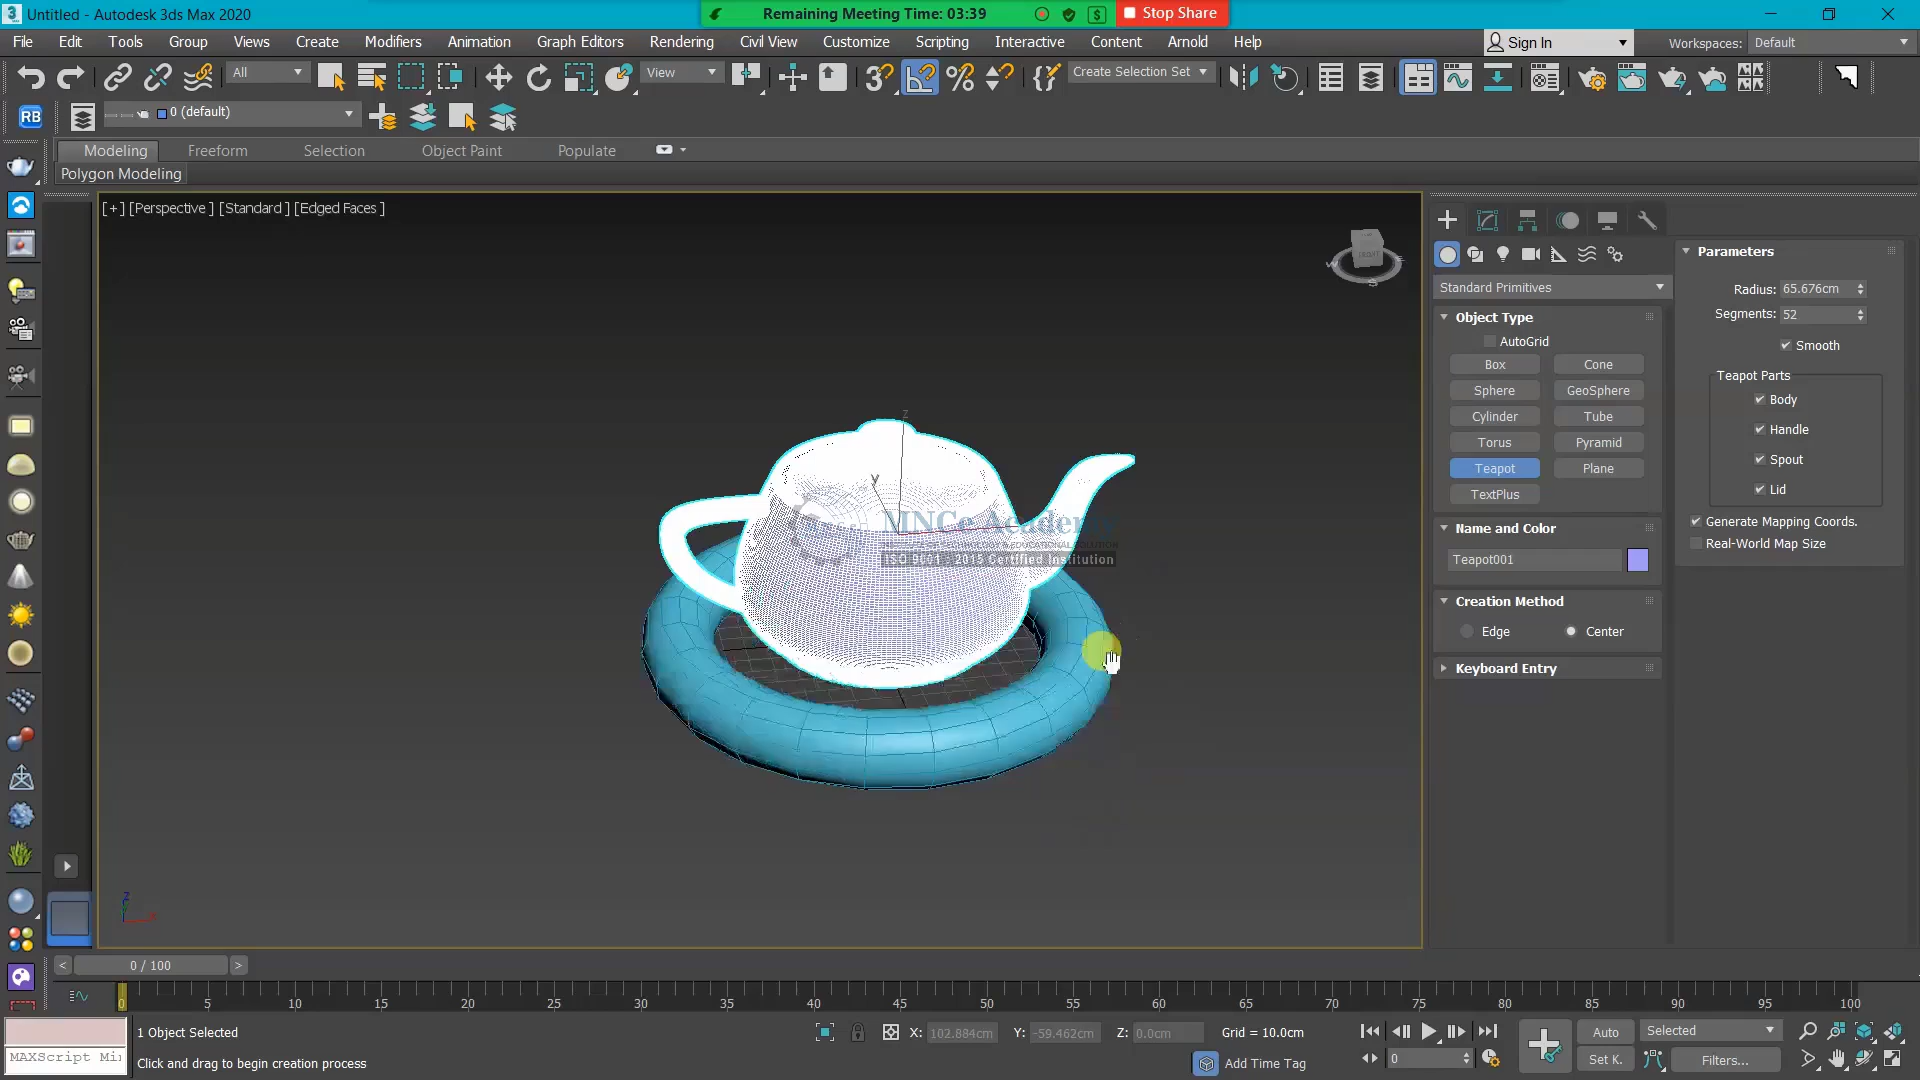 Untitled - Autodesk 3ds Max 2020
Remaining Meeting Time: 03:39
Stop Share
File Edit Tools Group Views Create Modifiers Animation Graph Editors Rendering Civil View Customize Scripting Interactive Content Arnold Help
Sign In
Workspaces: Default
All
View
Create Selection Set
RB
0 (default)
Modeling Freeform Selection Object Paint Populate
Polygon Modeling
[+] [Perspective ] [Standard ] [Edged Faces ]
Standard Primitives
Object Type
AutoGrid
Box Cone
Sphere GeoSphere
Cylinder Tube
Torus Pyramid
Teapot Plane
TextPlus
Name and Color
Teapot001
Creation Method
Edge Center
Keyboard Entry
Parameters
Radius: 65.676cm
Segments: 52
Smooth
Teapot Parts
Body
Handle
Spout
Lid
Generate Mapping Coords.
Real-World Map Size
z
y
MNCe Academy
ISO 9001 : 2015 Certified Institution
0 / 100
0 5 10 15 20 25 30 35 40 45 50 55 60 65 70 75 80 85 90 95 100
1 Object Selected
X: 102.884cm Y: -59.462cm Z: 0.0cm Grid = 10.0cm
Auto
Selected
MAXScript Mi
Click and drag to begin creation process
Add Time Tag
0
Set K.
Filters...